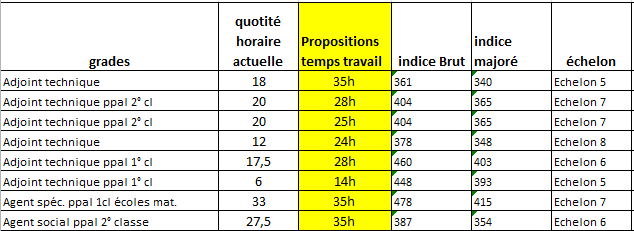 grades quotité horaire actuelle Propositions temps travail indice Brut indice majoré échelon
Adjoint technique 18 35h 361 340 Echelon 5
Adjoint technique ppal 2° cl 20 28h 404 365 Echelon 7
Adjoint technique ppal 2° cl 20 25h 404 365 Echelon 7
Adjoint technique 12 24h 378 348 Echelon 8
Adjoint technique ppal 1° cl 17,5 28h 460 403 Echelon 6
Adjoint technique ppal 1° cl 6 14h 448 393 Echelon 5
Agent spéc. ppal 1cl écoles mat. 33 35h 478 415 Echelon 7
Agent social ppal 2° classe 27,5 35h 387 354 Echelon 6